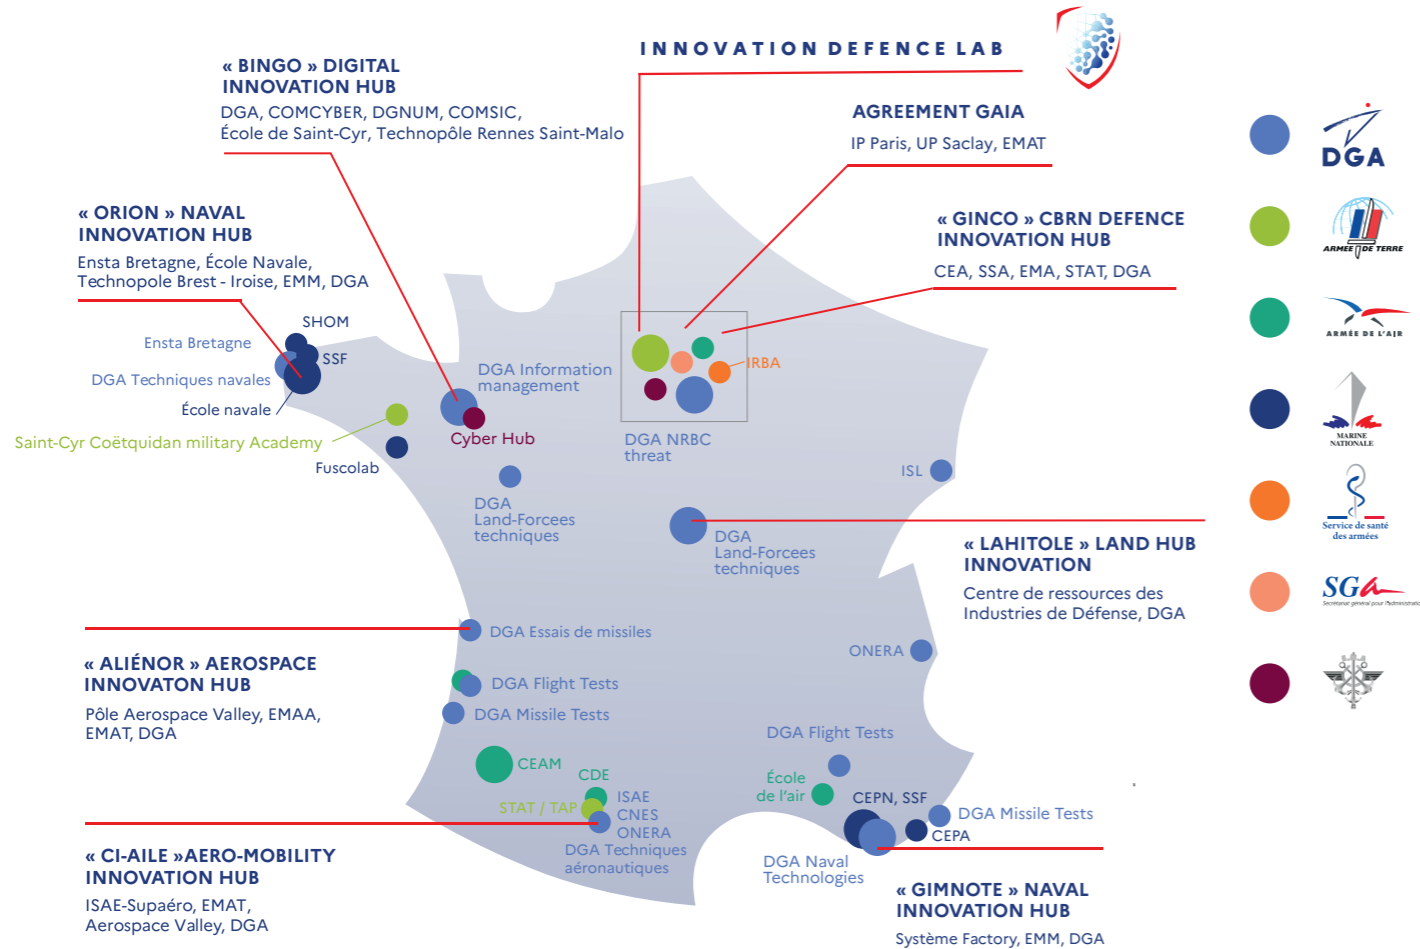 INNOVATION DEFENCE LAB
« BINGO » DIGITAL
INNOVATION HUB
DGA, COMCYBER, DGNUM, COMSIC,
École de Saint-Cyr, Technopôle Rennes Saint-Malo
AGREEMENT GAIA
IP Paris, UP Saclay, EMAT
« ORION » NAVAL
INNOVATION HUB
Ensta Bretagne, École Navale,
Technopole Brest - Iroise, EMM, DGA
« GINCO » CBRN DEFENCE
INNOVATION HUB
CEA, SSA, EMA, STAT, DGA
SHOM
Ensta Bretagne
SSF
DGA Techniques navales
École navale
Saint-Cyr Coëtquidan military Academy
Fuscolab
DGA Information
management
Cyber Hub
IRBA
DGA NRBC
threat
ISL
DGA
Land-Forcees
techniques
DGA
Land-Forcees
techniques
« LAHITOLE » LAND HUB
INNOVATION
Centre de ressources des
Industries de Défense, DGA
DGA Essais de missiles
ONERA
« ALIÉNOR » AEROSPACE
INNOVATON HUB
Pôle Aerospace Valley, EMAA,
EMAT, DGA
DGA Flight Tests
DGA Missile Tests
DGA Flight Tests
CEAM
CDE
STAT / TAP
ISAE
CNES
ONERA
DGA Techniques
aéronautiques
École
de l'air
CEPN, SSF
DGA Missile Tests
CEPA
DGA Naval
Technologies
« CI-AILE »AERO-MOBILITY
INNOVATION HUB
ISAE-Supaéro, EMAT,
Aerospace Valley, DGA
« GIMNOTE » NAVAL
INNOVATION HUB
Système Factory, EMM, DGA
DGA
ARMÉE DE TERRE
ARMÉE DE L'AIR
MARINE
NATIONALE
Service de santé
des armées
SGa
Secrétariat général pour l'administration